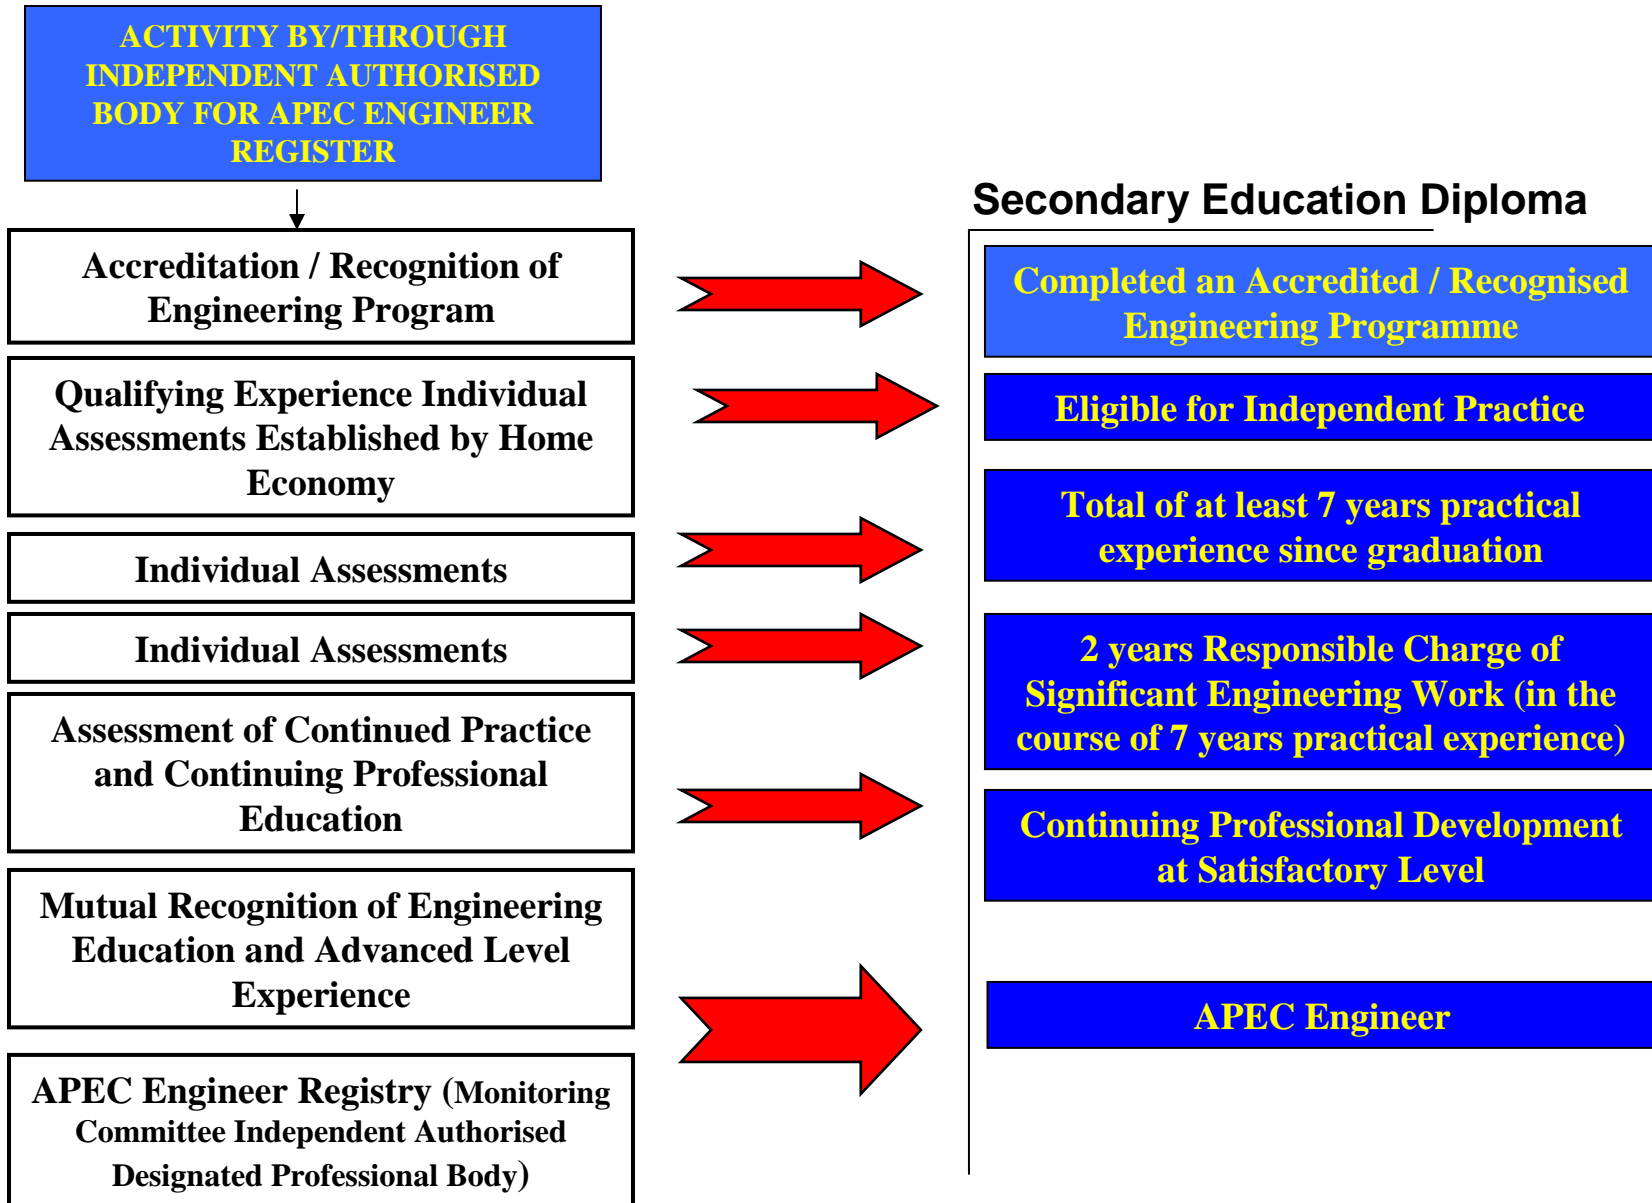 ACTIVITY BY/THROUGH
INDEPENDENT AUTHORISED
BODY FOR APEC ENGINEER
REGISTER
Accreditation / Recognition of
Engineering Program
Qualifying Experience Individual
Assessments Established by Home
Economy
Individual Assessments
Individual Assessments
Assessment of Continued Practice
and Continuing Professional
Education
Mutual Recognition of Engineering
Education and Advanced Level
Experience
APEC Engineer Registry (Monitoring
Committee Independent Authorised
Designated Professional Body)
Secondary Education Diploma
Completed an Accredited / Recognised
Engineering Programme
Eligible for Independent Practice
Total of at least 7 years practical
experience since graduation
2 years Responsible Charge of
Significant Engineering Work (in the
course of 7 years practical experience)
Continuing Professional Development
at Satisfactory Level
APEC Engineer